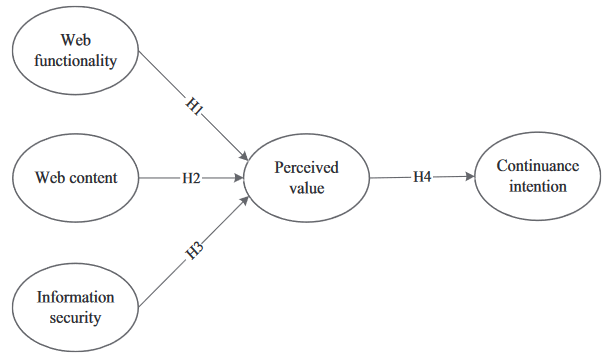 Web
functionality
H1
Web content
H2
Perceived
value
H4
Continuance
intention
H3
Information
security